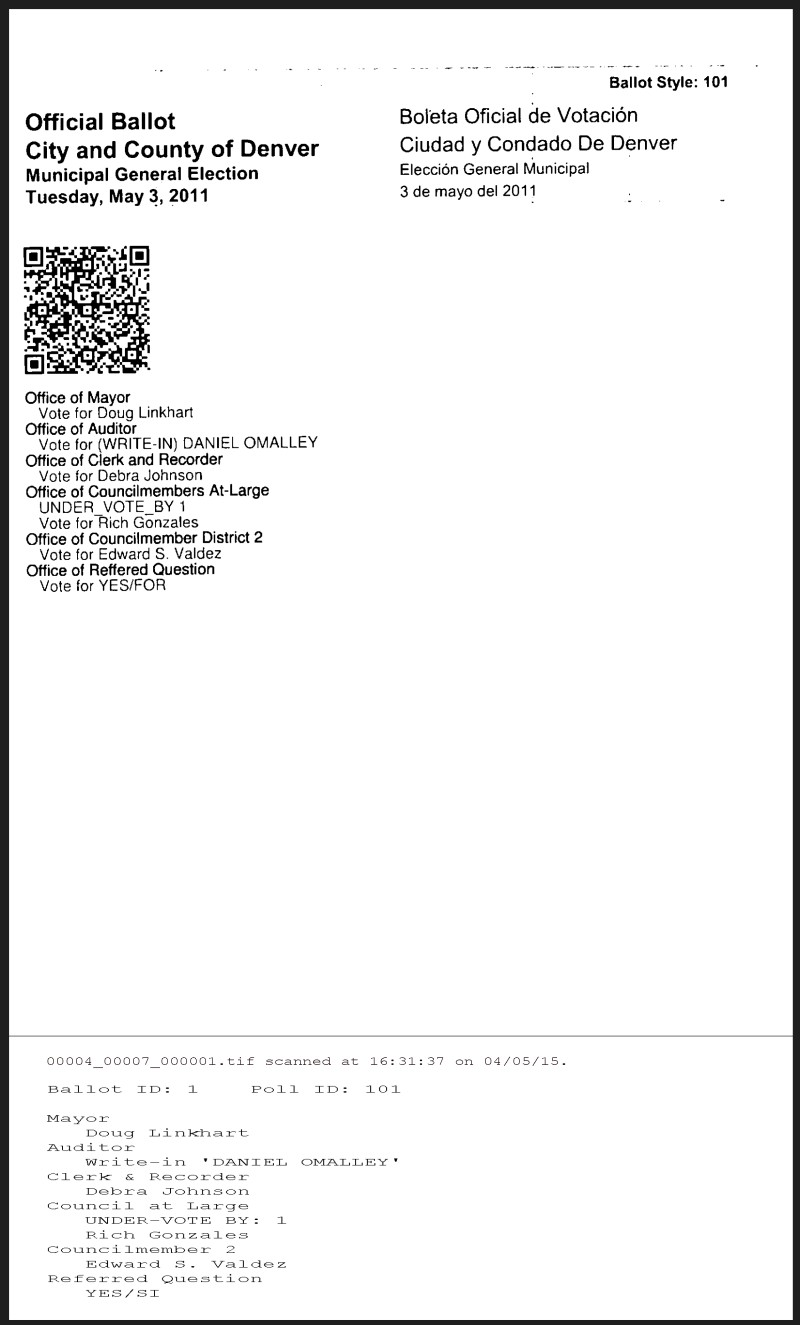 Ballot Style: 101
Official Ballot
City and County of Denver
Municipal General Election
Tuesday, May 3, 2011
Boleta Oficial de Votación
Ciudad y Condado De Denver
Elección General Municipal
3 de mayo del 2011
Office of Mayor
Vote for Doug Linkhart
Office of Auditor
Vote for (WRITE-IN) DANIEL OMALLEY
Office of Clerk and Recorder
Vote for Debra Johnson
Office of Councilmembers At-Large
UNDER_VOTE_BY 1
Vote for Rich Gonzales
Office of Councilmember District 2
Vote for Edward S. Valdez
Office of Reffered Question
Vote for YES/FOR
00004_00007_000001.tif scanned at 16:31:37 on 04/05/15.
Ballot ID: 1 Poll ID: 101
Mayor
Doug Linkhart
Auditor
Write-in 'DANIEL OMALLEY'
Clerk & Recorder
Debra Johnson
Council at Large
UNDER-VOTE BY: 1
Rich Gonzales
Councilmember 2
Edward S. Valdez
Referred Question
YES/SI